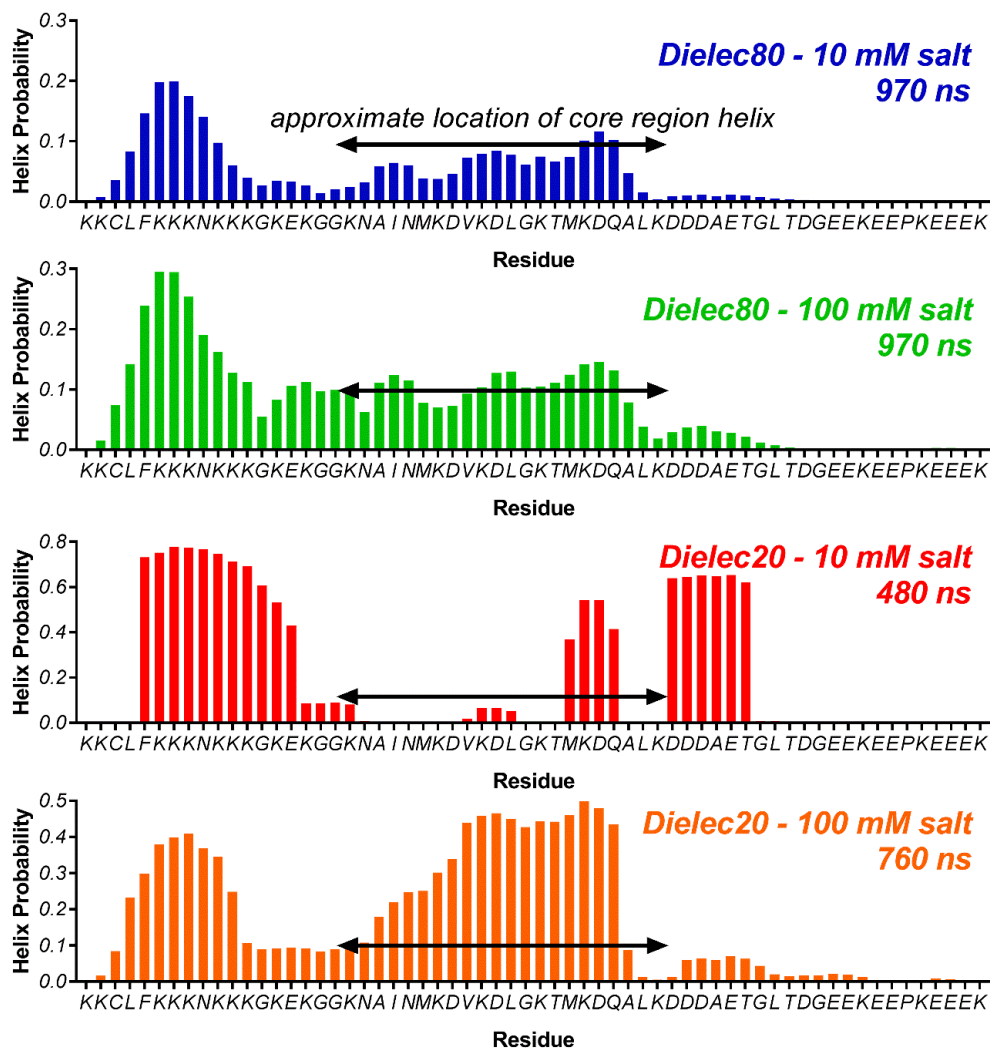 0.3
0.2
0.1
0.0
Helix Probability
Dielec80 - 10 mM salt
970 ns
approximate location of core region helix
KKCLFKKKNKKKGKEKGGKNAINMKDVKDLGKTMKDQALKDDDAETGLTDGEEKEEPKEEEK
Residue
0.3
0.2
0.1
0.0
Helix Probability
Dielec80 - 100 mM salt
970 ns
KKCLFKKKNKKKGKEKGGKNAINMKDVKDLGKTMKDQALKDDDAETGLTDGEEKEEPKEEEK
Residue
0.8
0.6
0.4
0.2
0.0
Helix Probability
Dielec20 - 10 mM salt
480 ns
KKCLFKKKNKKKGKEKGGKNAINMKDVKDLGKTMKDQALKDDDAETGLTDGEEKEEPKEEEK
Residue
0.5
0.4
0.3
0.2
0.1
0.0
Helix Probability
Dielec20 - 100 mM salt
760 ns
KKCLFKKKNKKKGKEKGGKNAINMKDVKDLGKTMKDQALKDDDAETGLTDGEEKEEPKEEEK
Residue